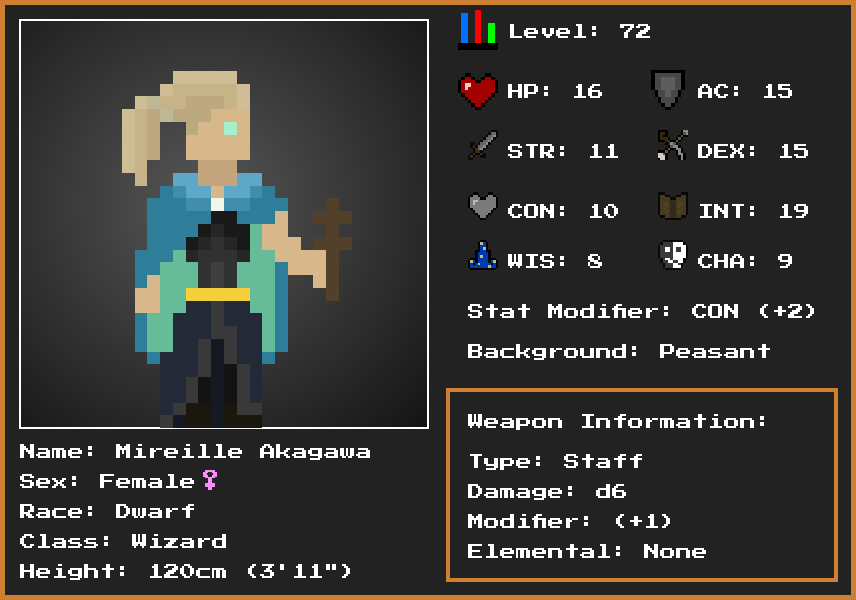 Level: 72
HP: 16 AC: 15
STR: 11 DEX: 15
CON: 10 INT: 19
WIS: 8 CHA: 9
Stat Modifier: CON (+2)
Background: Peasant
Weapon Information:
Type: Staff
Damage: d6
Modifier: (+1)
Elemental: None
Name: Mireille Akagawa
Sex: Female♀
Race: Dwarf
Class: Wizard
Height: 120cm (3'11")